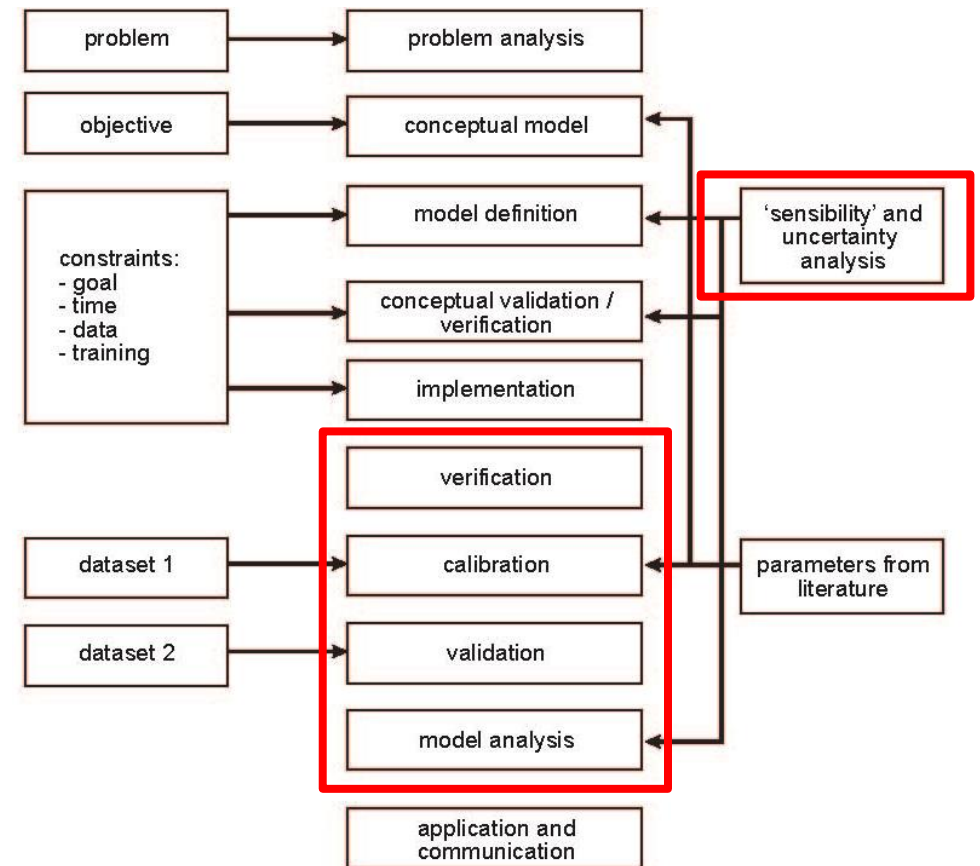 problem
problem analysis
objective
conceptual model
constraints:
- goal
- time
- data
- training
model definition
'sensibility' and
uncertainty
analysis
conceptual validation /
verification
implementation
verification
dataset 1
calibration
parameters from
literature
dataset 2
validation
model analysis
application and
communication